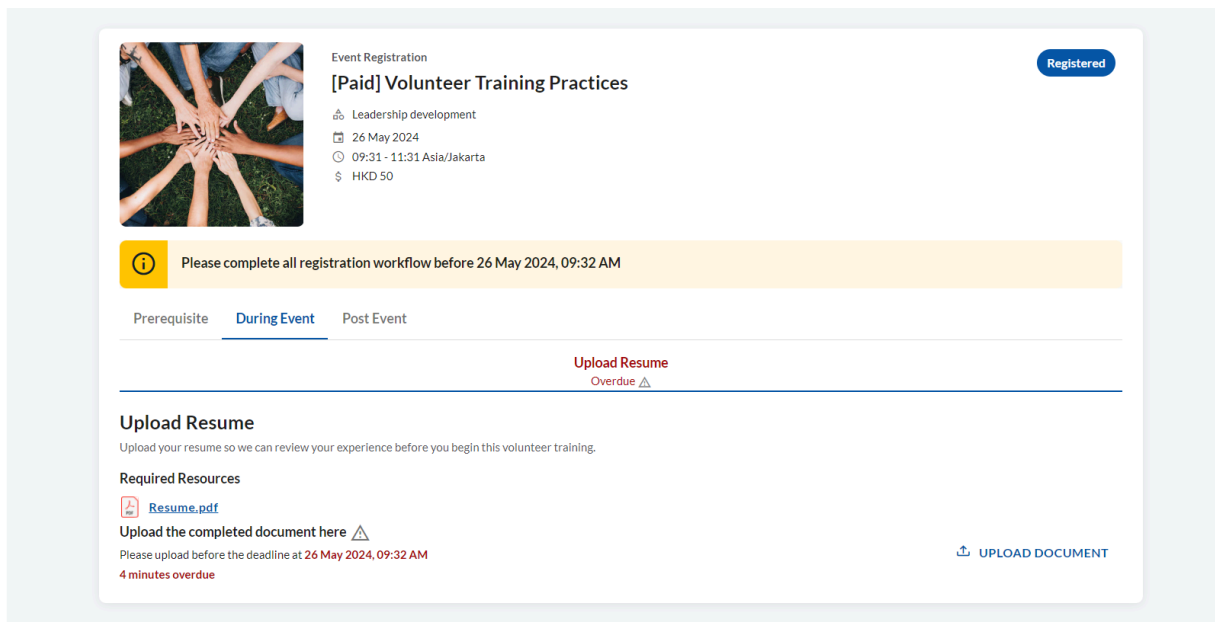 Event Registration
[Paid] Volunteer Training Practices
Registered
Leadership development
26 May 2024
09:31 - 11:31 Asia/Jakarta
$ HKD 50
Please complete all registration workflow before 26 May 2024, 09:32 AM
Prerequisite During Event Post Event
Upload Resume
Overdue
Upload Resume
Upload your resume so we can review your experience before you begin this volunteer training.
Required Resources
PDF Resume.pdf
Upload the completed document here
Please upload before the deadline at 26 May 2024, 09:32 AM
UPLOAD DOCUMENT
4 minutes overdue